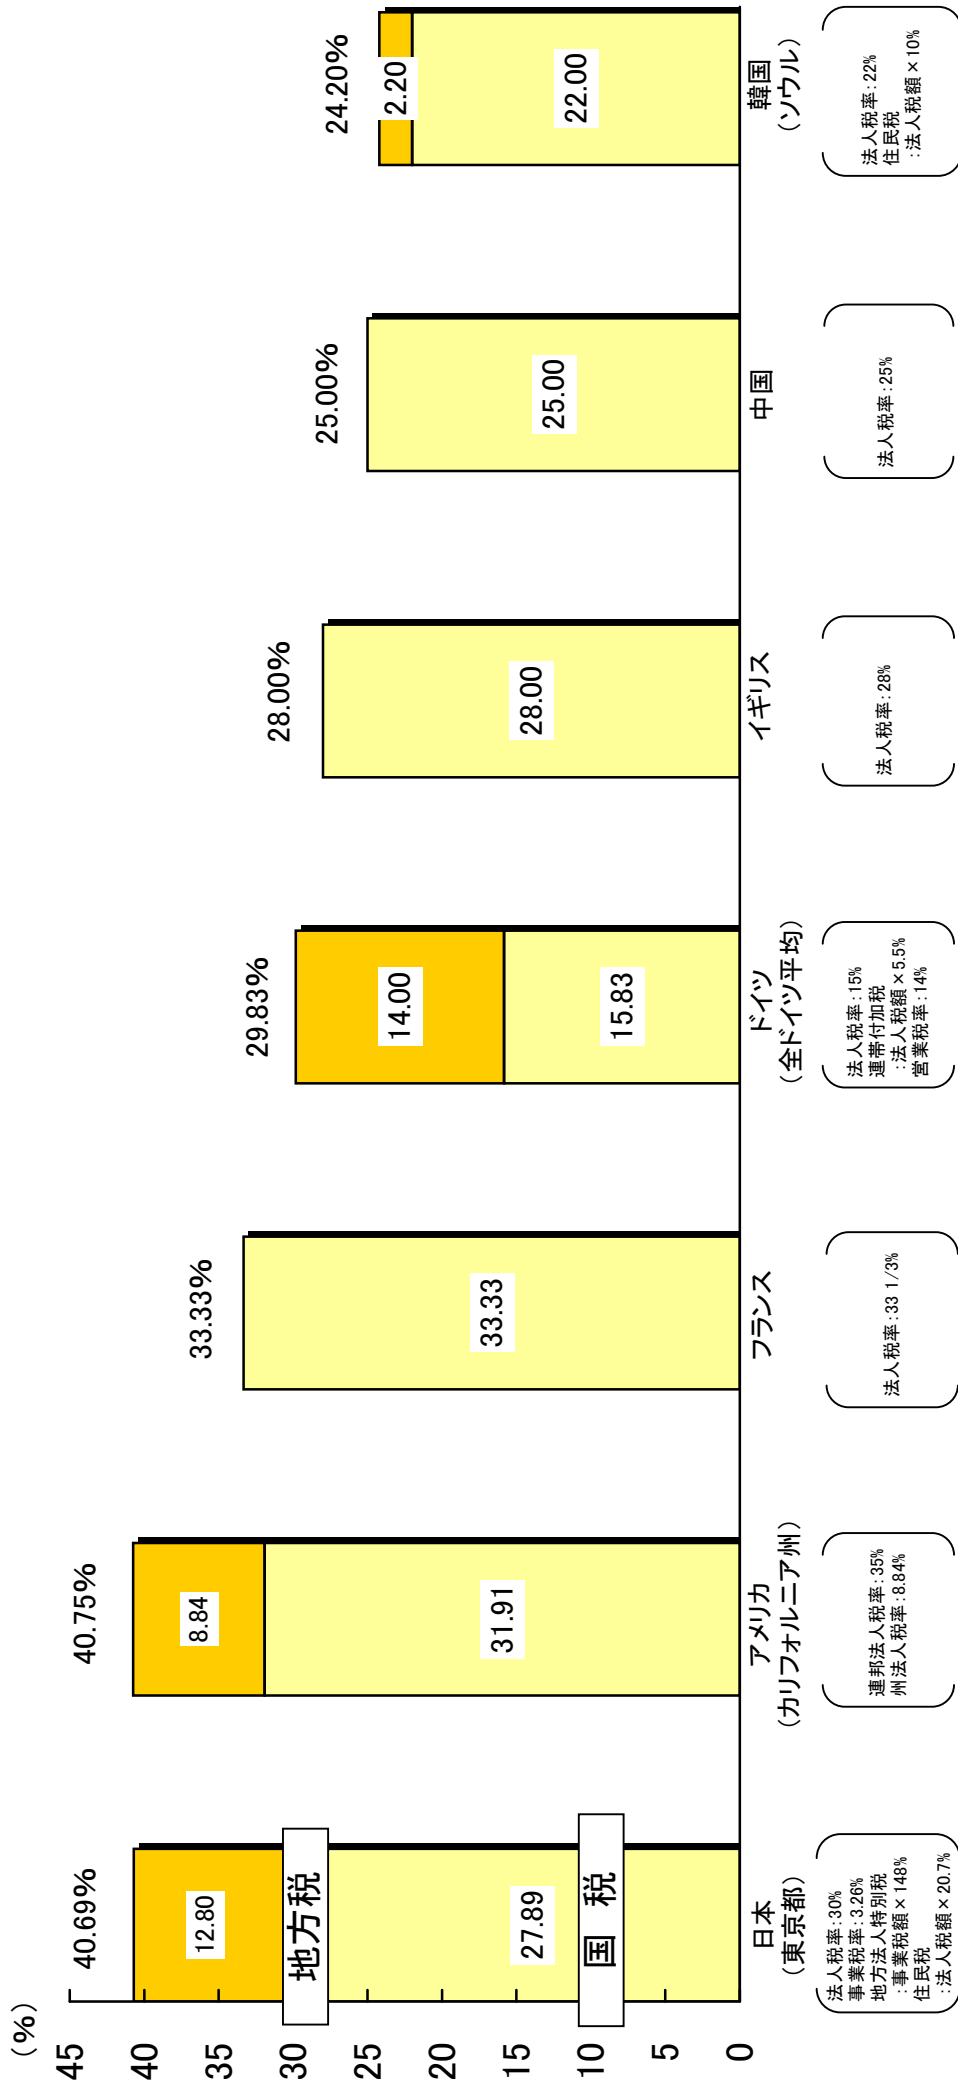 (%)
45
40
35
30
25
20
15
10
5
0
40.69%
12.80
地方税
27.89
国 税
日本
(東京都)
法人税率:30%
事業税率:3.26%
地方法人特別税
:事業税額×148%
住民税
:法人税額×20.7%
40.75%
8.84
31.91
アメリカ
(カリフォルニア州)
連邦法人税率:35%
州法人税率:8.84%
33.33%
33.33
フランス
法人税率:33 1/3%
29.83%
14.00
15.83
ドイツ
(全ドイツ平均)
法人税率:15%
連帯付加税
:法人税額×5.5%
営業税率:14%
28.00%
28.00
イギリス
法人税率:28%
25.00%
25.00
中国
法人税率:25%
24.20%
2.20
22.00
韓国
(ソウル)
法人税率:22%
住民税
:法人税額×10%